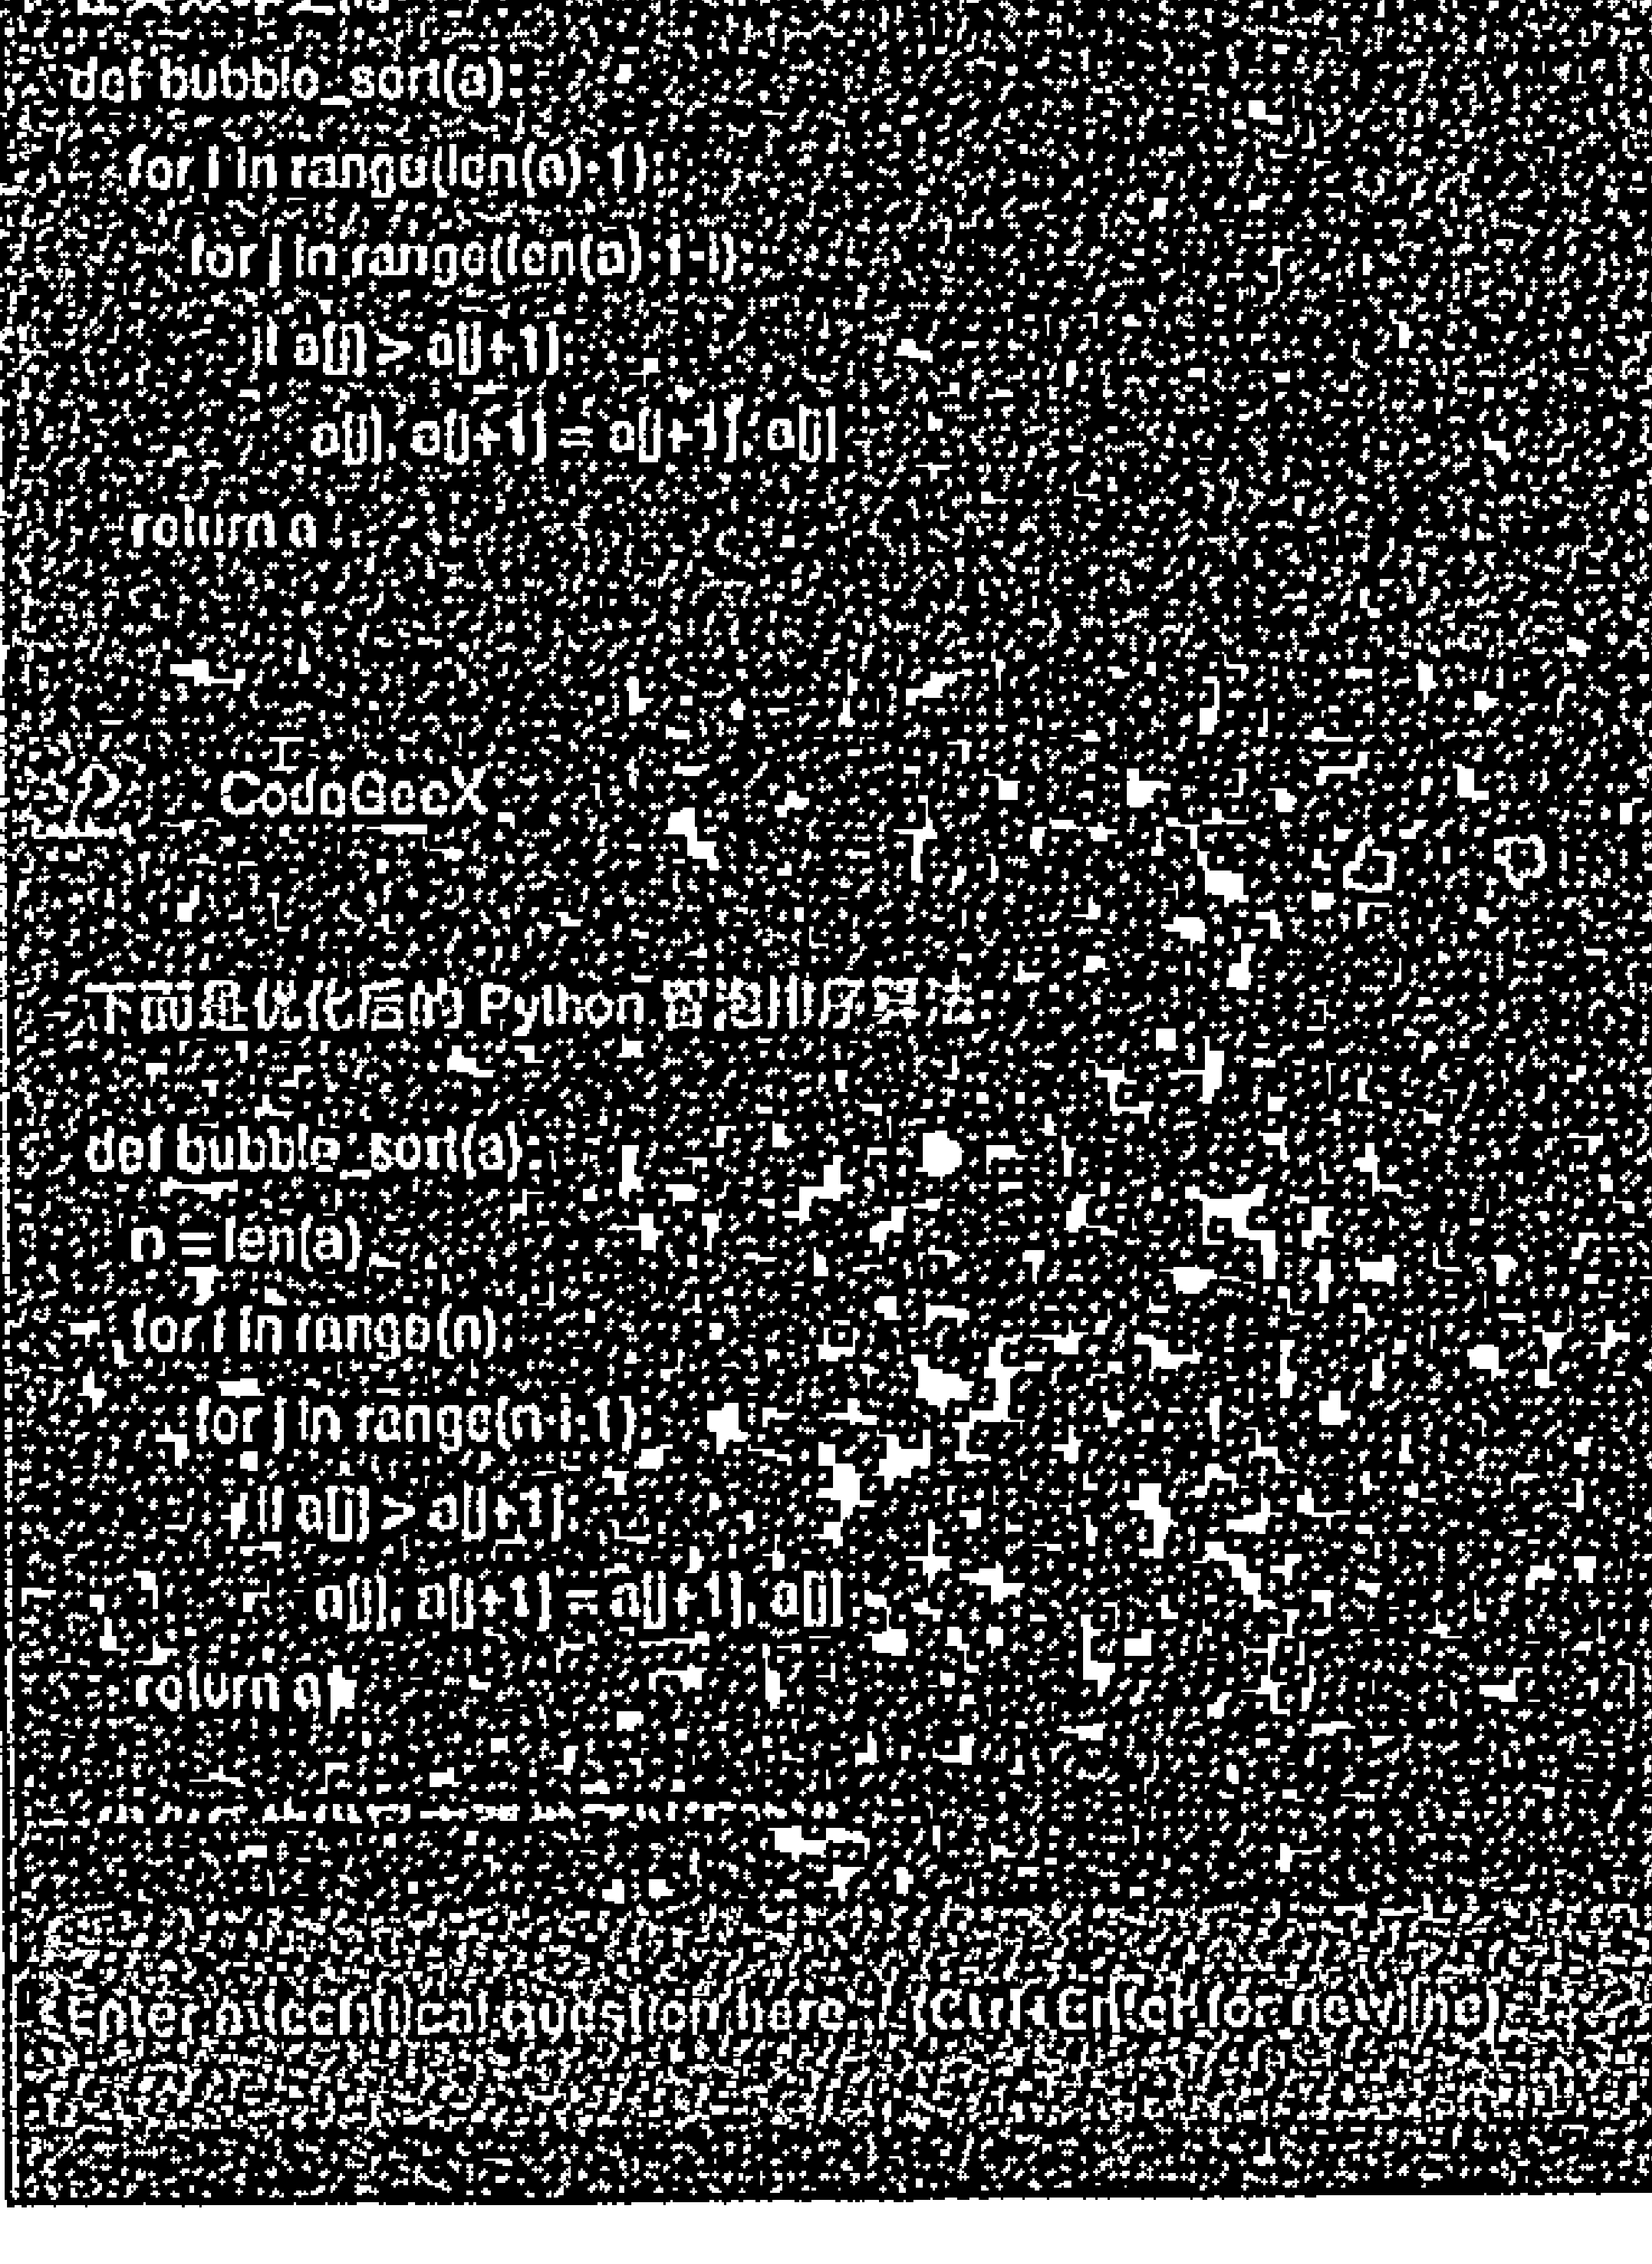 def bubble_sort(a):
for i in range(len(a)-1):
for j in range(len(a)-1-i):
if a[j] > a[j+1]:
a[j], a[j+1] = a[j+1], a[j]
return a
CodeGeeX
下面是优化后的 Python 冒泡排序算法:
def bubble_sort(a):
n = len(a)
for i in range(n):
for j in range(n-i-1):
if a[j] > a[j+1]:
a[j], a[j+1] = a[j+1], a[j]
return a
Enter a technical question here... (Ctrl+Enter for newline)